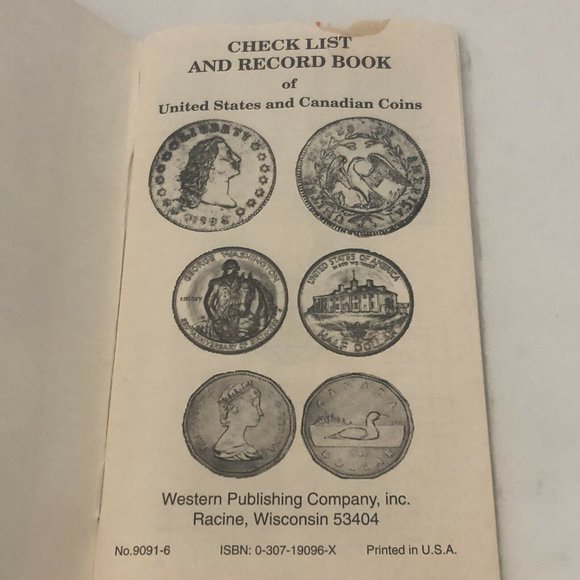 CHECK LIST
AND RECORD BOOK
of
United States and Canadian Coins
LIBERTY
AMERICA
GEORGE WASHINGTON
LIBERTY
UNITED STATES OF AMERICA
HALF DOLLAR
CANADA
DOLLAR
Western Publishing Company, inc.
Racine, Wisconsin 53404
No.9091-6 ISBN: 0-307-19096-X Printed in U.S.A.